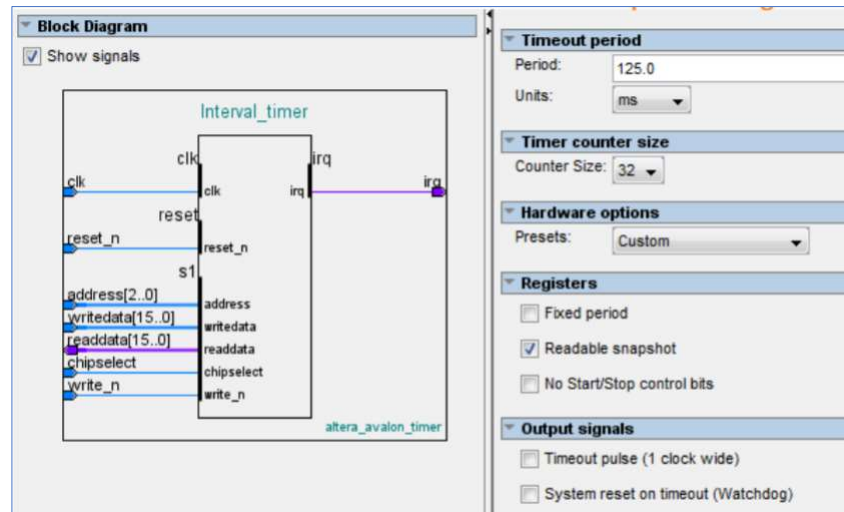 Block Diagram
Show signals
Interval_timer
clk
irq
clk
clk
irq
irq
reset
reset_n
reset_n
s1
address[2..0]
address
writedata[15..0]
writedata
readdata[15..0]
readdata
chipselect
chipselect
write_n
write_n
altera_avalon_timer
Timeout period
Period:
125.0
Units:
ms
Timer counter size
Counter Size:
32
Hardware options
Presets:
Custom
Registers
Fixed period
Readable snapshot
No Start/Stop control bits
Output signals
Timeout pulse (1 clock wide)
System reset on timeout (Watchdog)